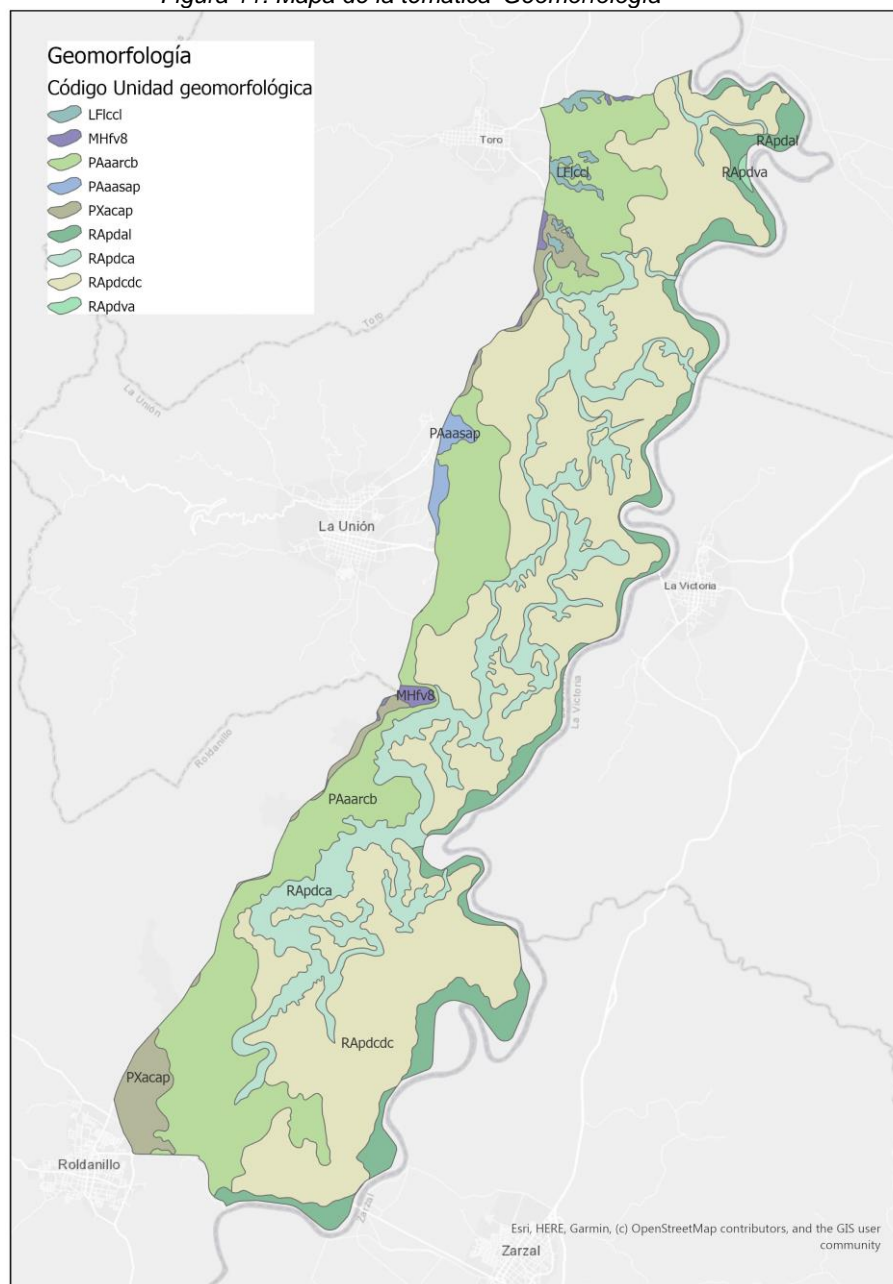 Figura 11. Mapa de la temática "Geomorfología"
Geomorfología
Código Unidad geomorfológica
LFlccl
MHfv8
PAaarcb
PAaasap
PXacap
RApdal
RApdca
RApdcdc
RApdva
Toro
RApdal
LFlccl
RApdva
Toro
La Unión
PAaasap
La Unión
La Victoria
MHfv8
La Victoria
Roldanillo
PAaarcb
RApdca
RApdcdc
PXacap
Roldanillo
Zarzal
Esri, HERE, Garmin, (c) OpenStreetMap contributors, and the GIS user
community
Zarzal